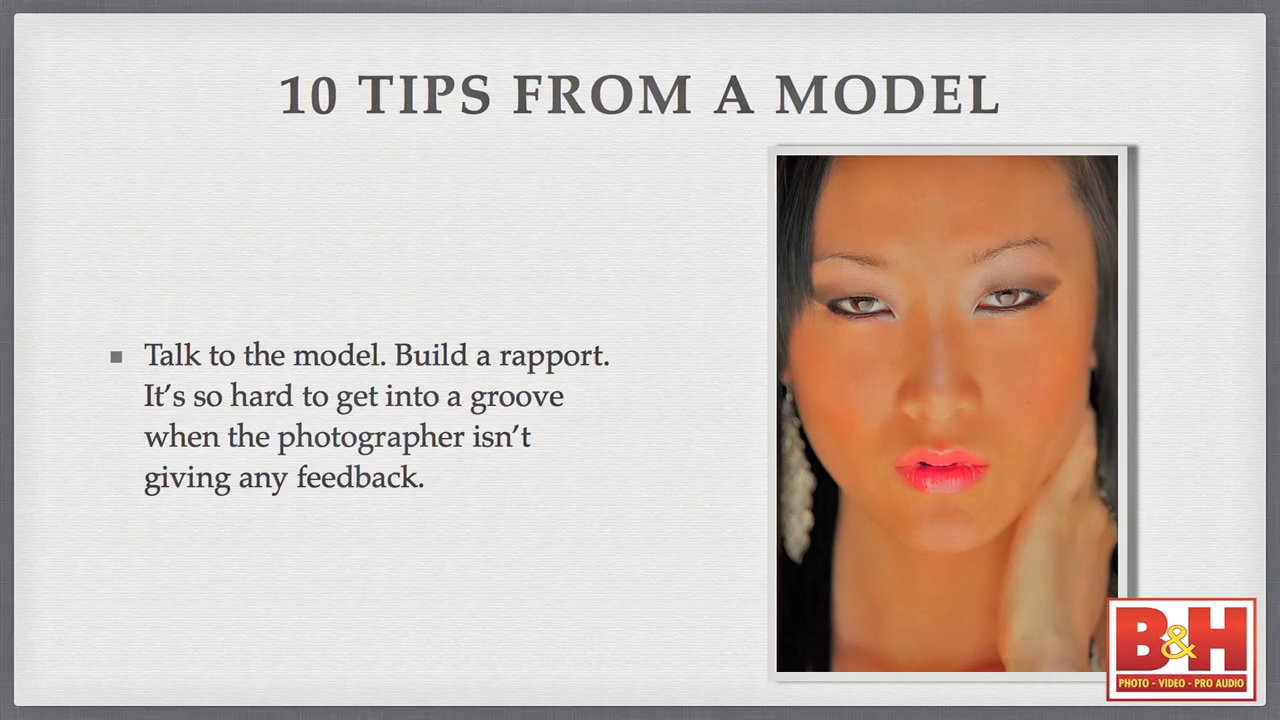 10 TIPS FROM A MODEL
Talk to the model. Build a rapport.
It’s so hard to get into a groove
when the photographer isn’t
giving any feedback.
B&H
PHOTO - VIDEO - PRO AUDIO